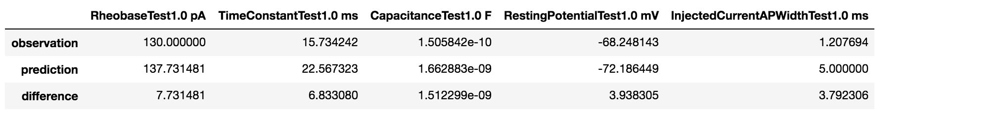 RheobaseTest1.0 pA TimeConstantTest1.0 ms CapacitanceTest1.0 F RestingPotentialTest1.0 mV InjectedCurrentAPWidthTest1.0 ms
observation 130.000000 15.734242 1.505842e-10 -68.248143 1.207694
prediction 137.731481 22.567323 1.662883e-09 -72.186449 5.000000
difference 7.731481 6.833080 1.512299e-09 3.938305 3.792306